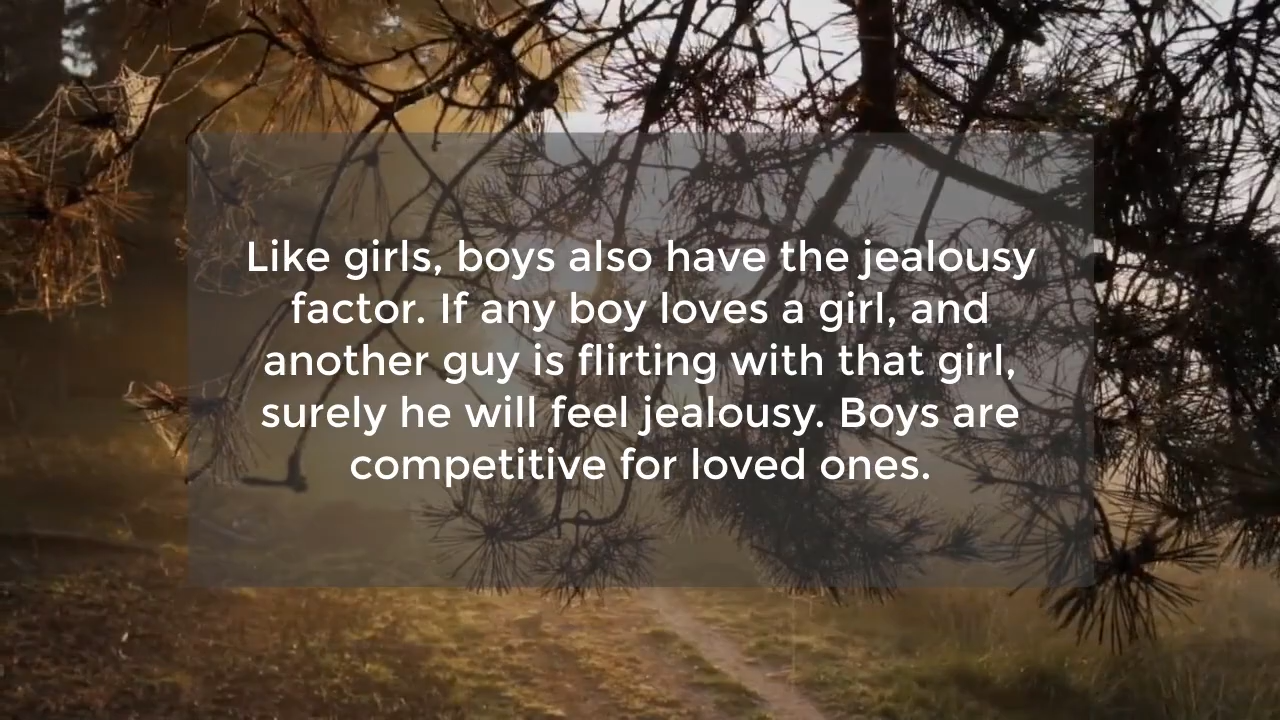 Like girls, boys also have the jealousy
factor. If any boy loves a girl, and
another guy is flirting with that girl,
surely he will feel jealousy. Boys are
competitive for loved ones.